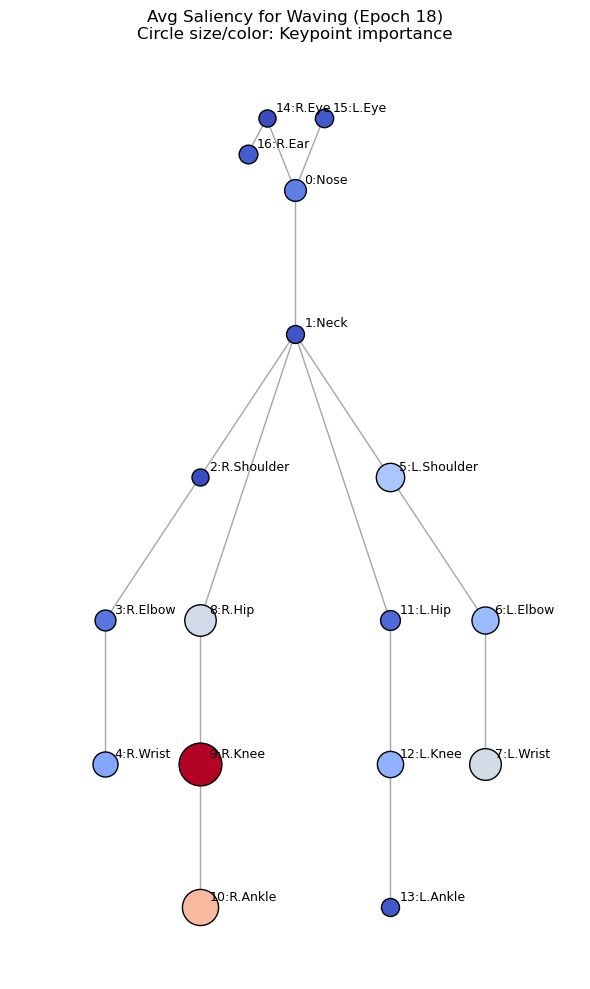 Avg Saliency for Waving (Epoch 18)
Circle size/color: Keypoint importance
14:R.Eye
15:L.Eye
16:R.Ear
0:Nose
1:Neck
2:R.Shoulder
5:L.Shoulder
3:R.Elbow
8:R.Hip
11:L.Hip
6:L.Elbow
4:R.Wrist
9:R.Knee
12:L.Knee
7:L.Wrist
10:R.Ankle
13:L.Ankle